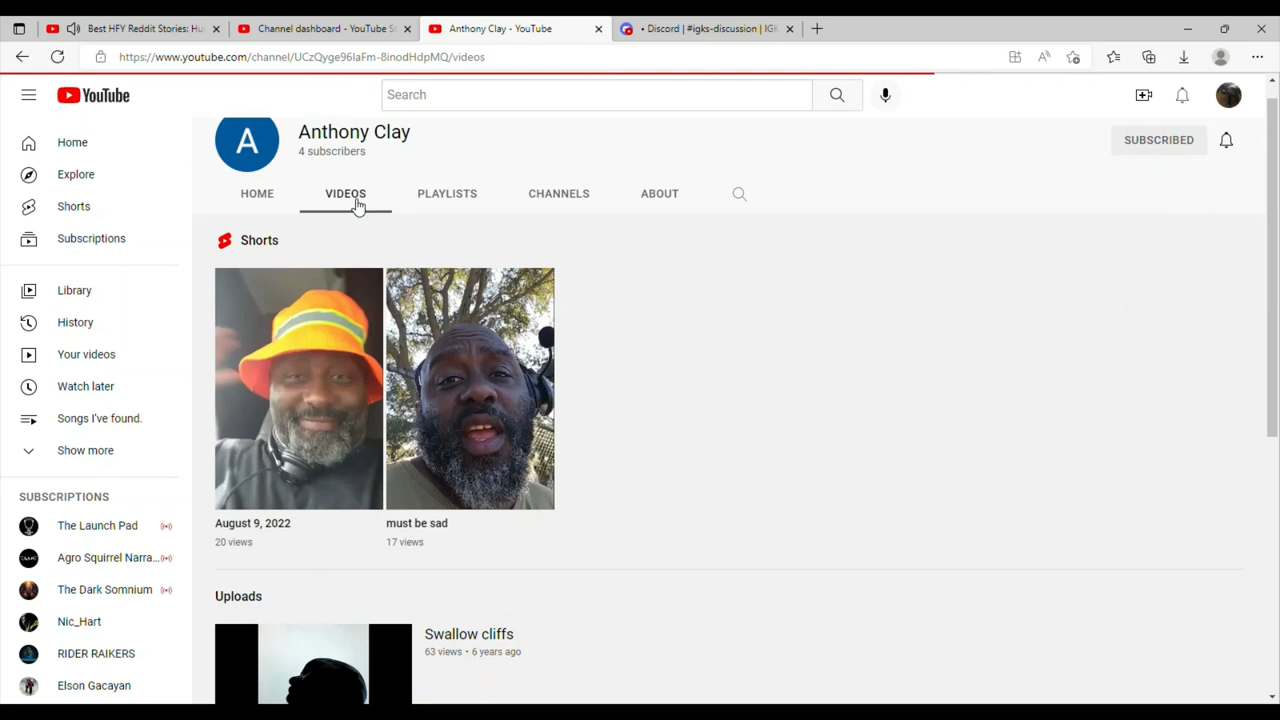 Best HFY Reddit Stories: Hu
Channel dashboard - YouTube S
Anthony Clay - YouTube
• Discord | #igks-discussion | IGK
https://www.youtube.com/channel/UCzQyge96IaFm-8inodHdpMQ/videos
YouTube
Search
Home
Explore
Shorts
Subscriptions
Library
History
Your videos
Watch later
Songs I've found.
Show more
SUBSCRIPTIONS
The Launch Pad
Agro Squirrel Narra...
The Dark Somnium
Nic_Hart
RIDER RAIKERS
Elson Gacayan
A
Anthony Clay
4 subscribers
SUBSCRIBED
HOME VIDEOS PLAYLISTS CHANNELS ABOUT
Shorts
August 9, 2022
20 views
must be sad
17 views
Uploads
Swallow cliffs
63 views • 6 years ago